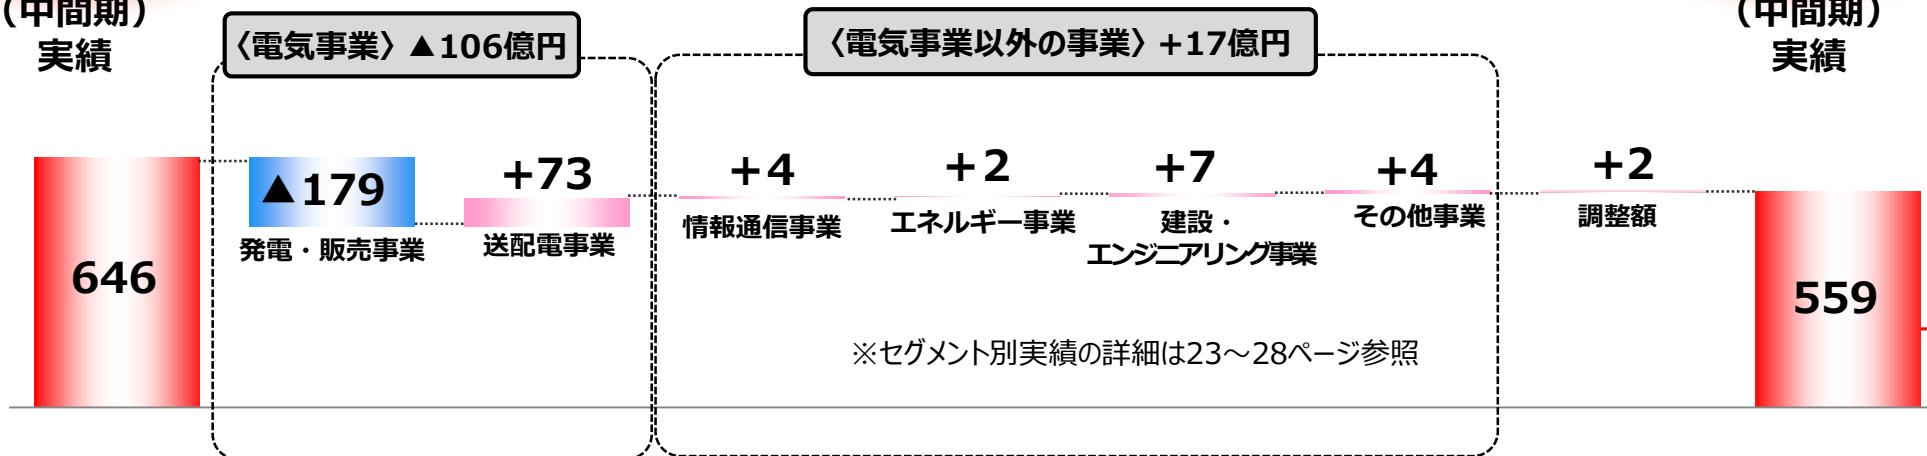 (中間期)
実績
〈電気事業〉▲106億円
〈電気事業以外の事業〉+17億円
(中間期)
実績
646
▲179
発電・販売事業
+73
送配電事業
+4
情報通信事業
+2
エネルギー事業
+7
建設・
エンジニアリング事業
+4
その他事業
+2
調整額
559
※セグメント別実績の詳細は23～28ページ参照